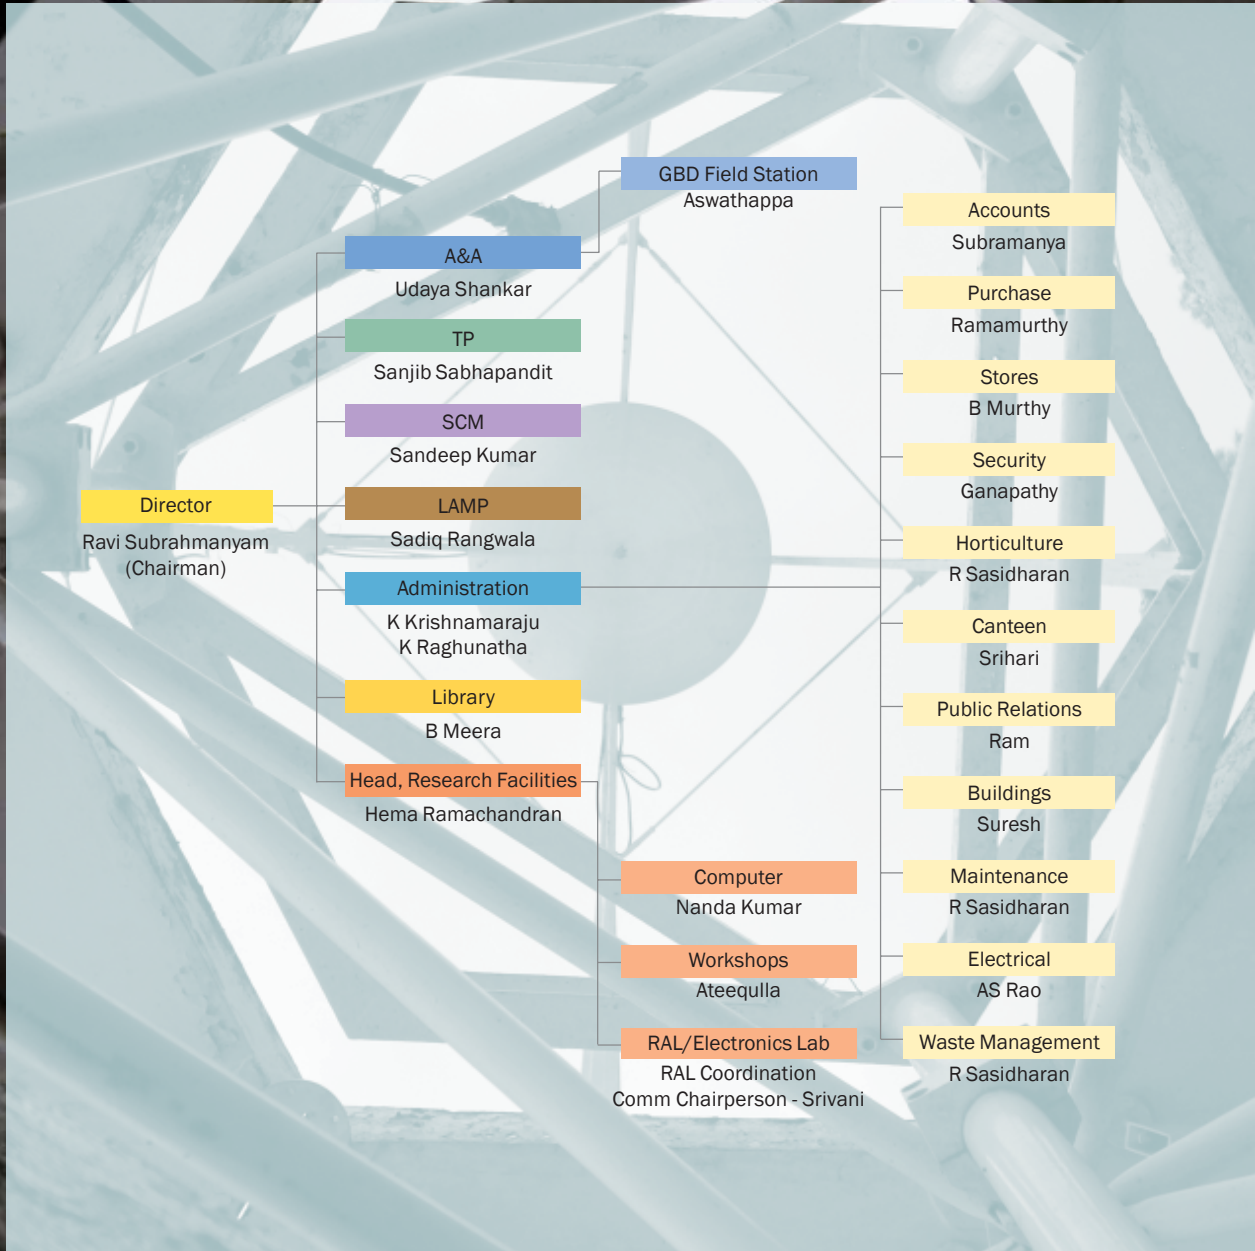 Director
Ravi Subrahmanyam
(Chairman)
A&A
Udaya Shankar
TP
Sanjib Sabhapandit
SCM
Sandeep Kumar
LAMP
Sadiq Rangwala
Administration
K Krishnamaraju
K Raghunatha
Library
B Meera
Head, Research Facilities
Hema Ramachandran
GBD Field Station
Aswathappa
Computer
Nanda Kumar
Workshops
Ateequlla
RAL/Electronics Lab
RAL Coordination
Comm Chairperson - Srivani
Accounts
Subramanya
Purchase
Ramamurthy
Stores
B Murthy
Security
Ganapathy
Horticulture
R Sasidharan
Canteen
Srihari
Public Relations
Ram
Buildings
Suresh
Maintenance
R Sasidharan
Electrical
AS Rao
Waste Management
R Sasidharan